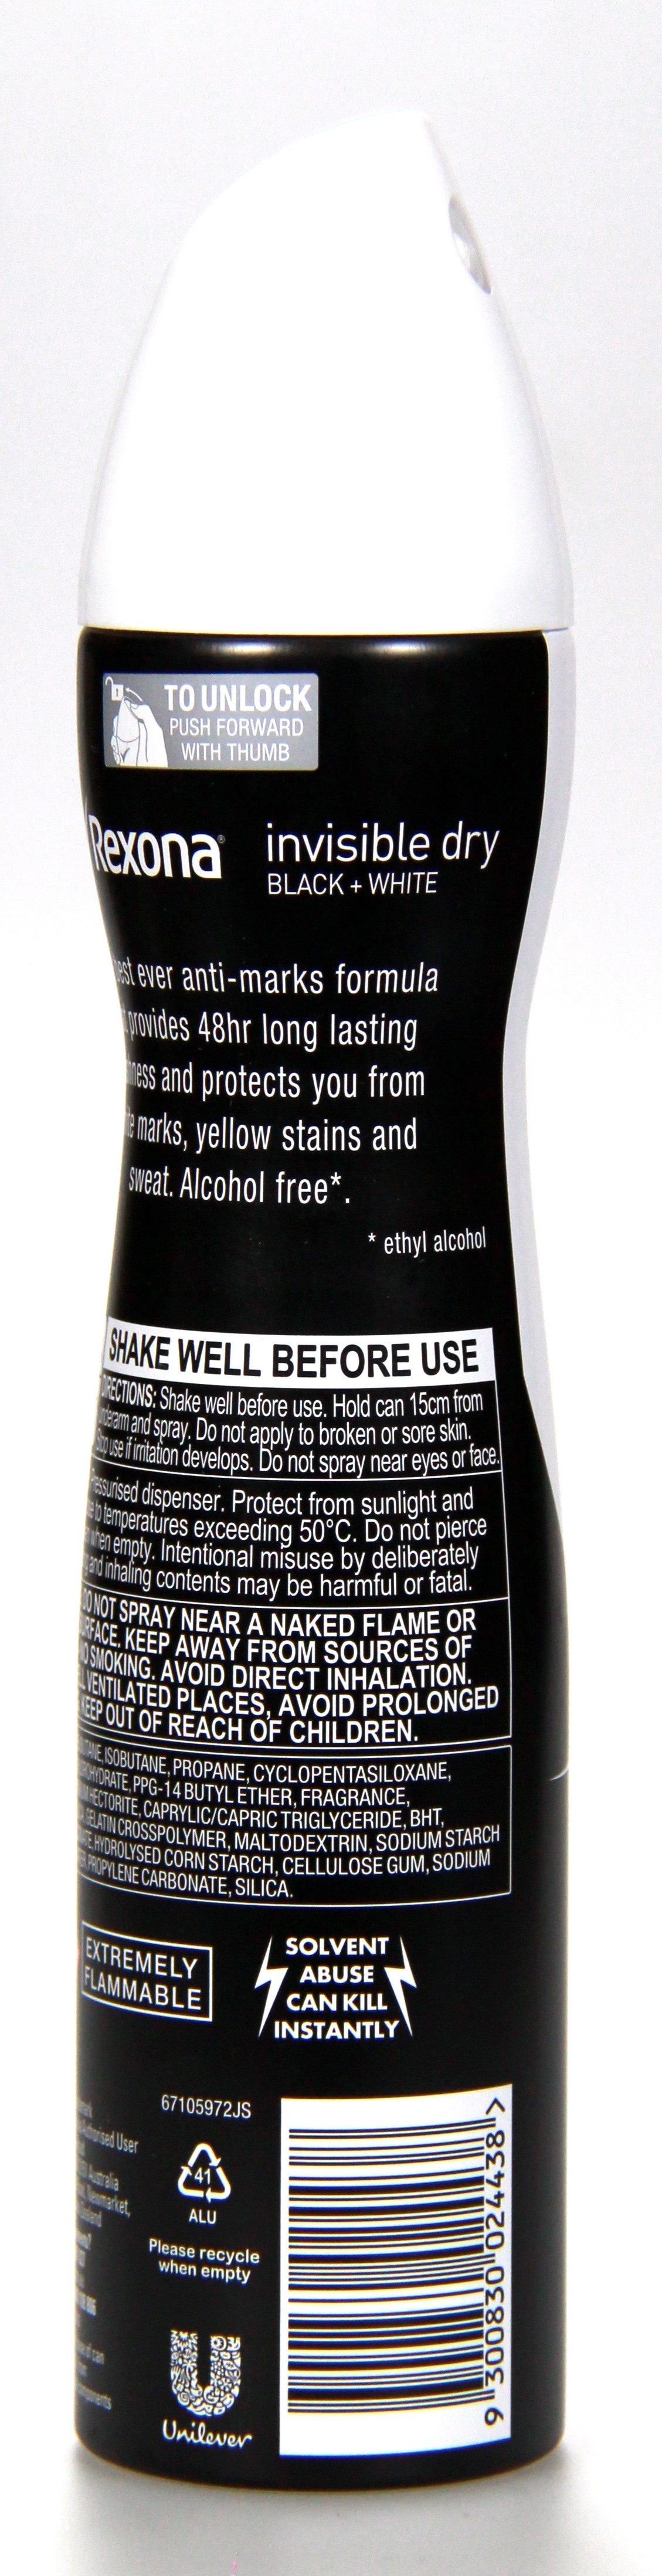 TO UNLOCK
PUSH FORWARD
WITH THUMB
Rexona®
invisible dry
BLACK + WHITE
ever anti-marks formula
provides 48hr long lasting
and protects you from
marks, yellow stains and
sweat. Alcohol free*.
* ethyl alcohol
SHAKE WELL BEFORE USE
DIRECTIONS: Shake well before use. Hold can 15cm from
and spray. Do not apply to broken or sore skin.
Stop use if irritation develops. Do not spray near eyes or face.
Pressurised dispenser. Protect from sunlight and
to temperatures exceeding 50°C. Do not pierce
when empty. Intentional misuse by deliberately
and inhaling contents may be harmful or fatal.
DO NOT SPRAY NEAR A NAKED FLAME OR
KEEP AWAY FROM SOURCES OF
SMOKING. AVOID DIRECT INHALATION.
VENTILATED PLACES, AVOID PROLONGED
KEEP OUT OF REACH OF CHILDREN.
ISOBUTANE, PROPANE, CYCLOPENTASILOXANE,
PPG-14 BUTYL ETHER, FRAGRANCE,
HECTORITE, CAPRYLIC/CAPRIC TRIGLYCERIDE, BHT,
GELATIN CROSSPOLYMER, MALTODEXTRIN, SODIUM STARCH
HYDROLYSED CORN STARCH, CELLULOSE GUM, SODIUM
PROPYLENE CARBONATE, SILICA.
EXTREMELY
FLAMMABLE
SOLVENT
ABUSE
CAN KILL
INSTANTLY
Authorised User
Australia
Newmarket,
of can
67105972JS
41
ALU
Please recycle
when empty
Unilever
9 300830 024438 >